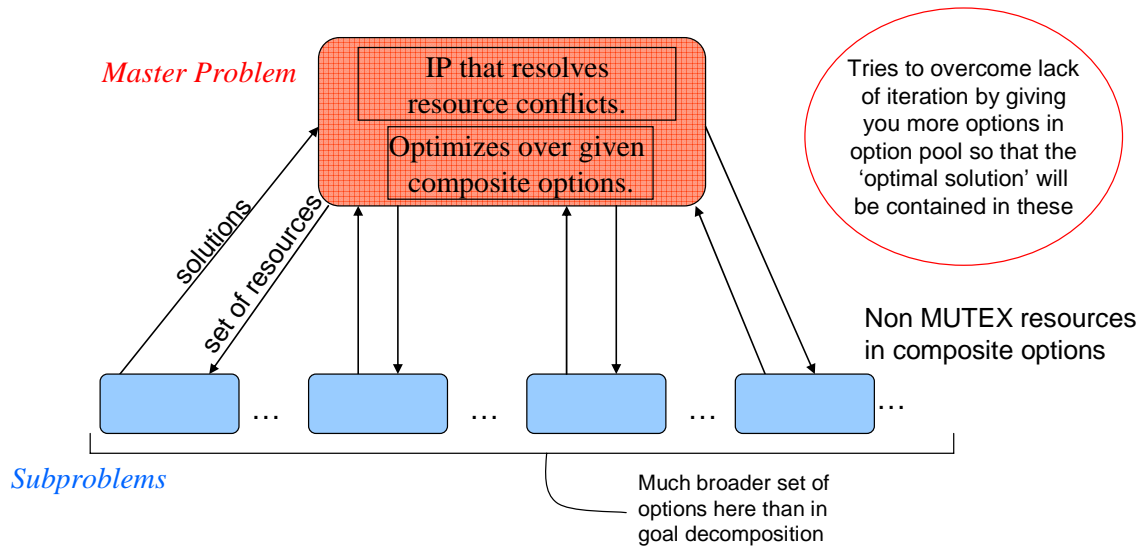 Master Problem
IP that resolves
resource conflicts.
Optimizes over given
composite options.
Tries to overcome lack
of iteration by giving
you more options in
option pool so that the
‘optimal solution’ will
be contained in these
solutions
set of resources
Non MUTEX resources
in composite options
… … … …
Subproblems
Much broader set of
options here than in
goal decomposition